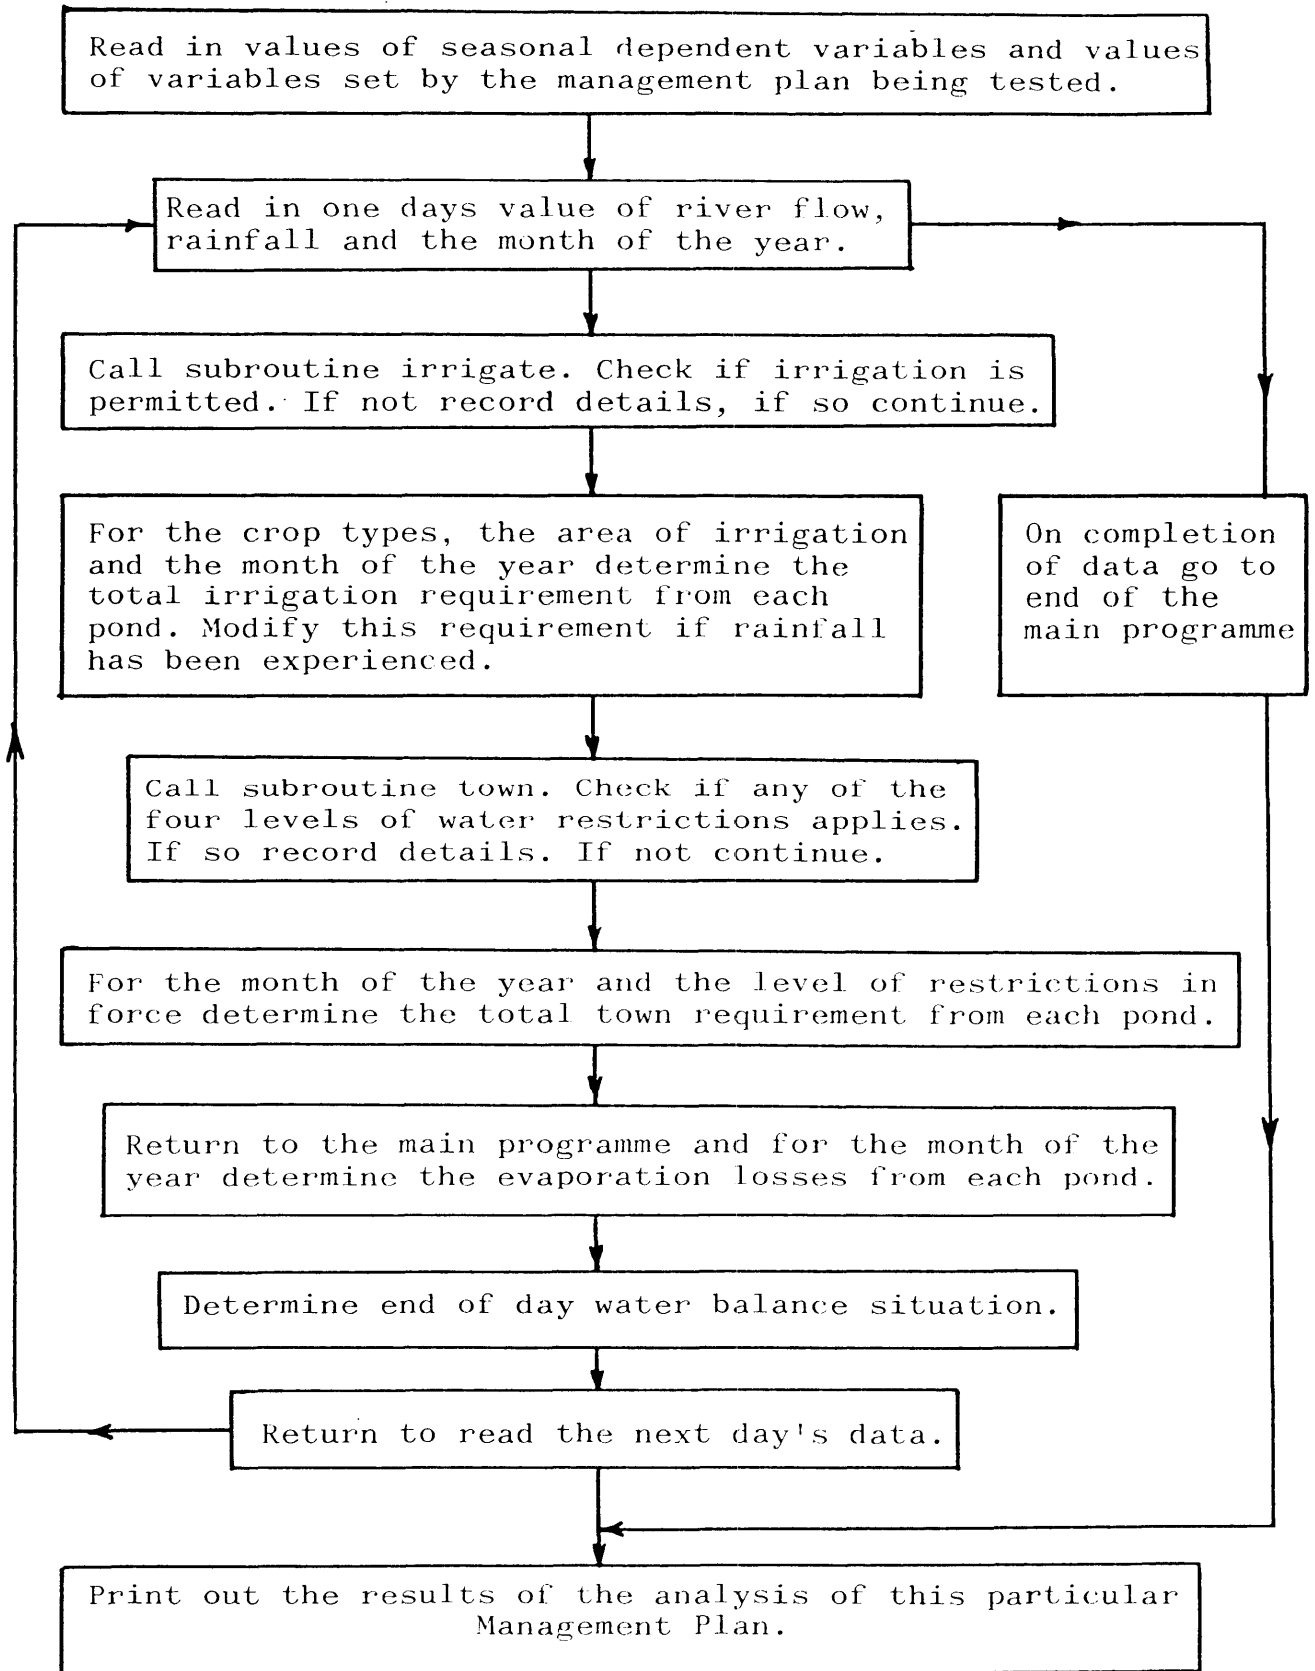 Read in values of seasonal dependent variables and values
of variables set by the management plan being tested.
Read in one days value of river flow,
rainfall and the month of the year.
Call subroutine irrigate. Check if irrigation is
permitted. If not record details, if so continue.
For the crop types, the area of irrigation
and the month of the year determine the
total irrigation requirement from each
pond. Modify this requirement if rainfall
has been experienced.
On completion
of data go to
end of the
main programme
Call subroutine town. Check if any of the
four levels of water restrictions applies.
If so record details. If not continue.
For the month of the year and the level of restrictions in
force determine the total town requirement from each pond.
Return to the main programme and for the month of the
year determine the evaporation losses from each pond.
Determine end of day water balance situation.
Return to read the next day's data.
Print out the results of the analysis of this particular
Management Plan.